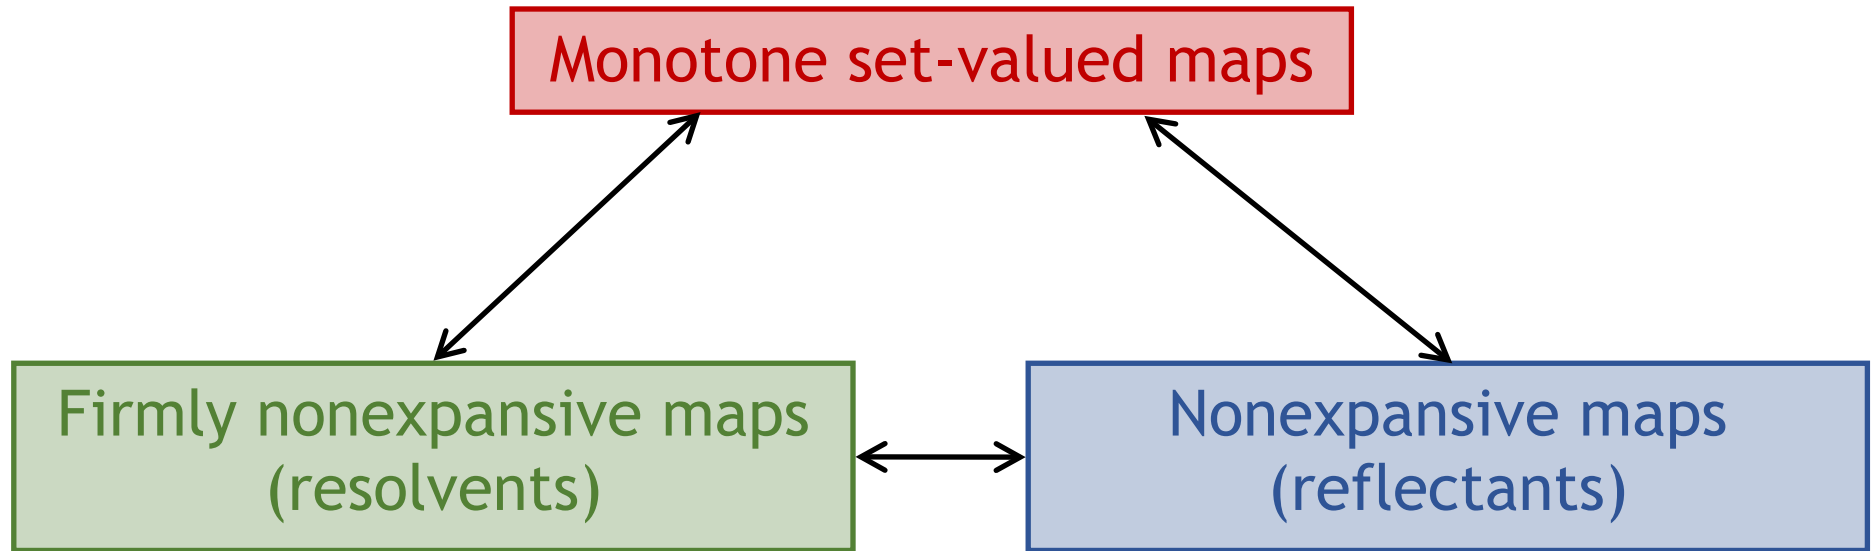 Monotone set-valued maps
Firmly nonexpansive maps
(resolvents)
Nonexpansive maps
(reflectants)